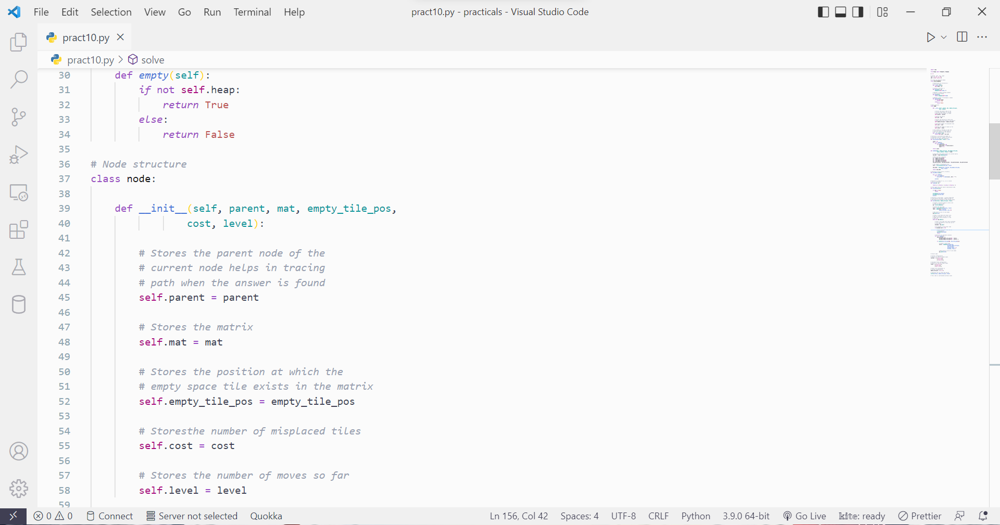 File Edit Selection View Go Run Terminal Help pract10.py - practicals - Visual Studio Code
pract10.py
pract10.py > solve
30 def empty(self):
31 if not self.heap:
32 return True
33 else:
34 return False
35
36 # Node structure
37 class node:
38
39 def __init__(self, parent, mat, empty_tile_pos,
40 cost, level):
41
42 # Stores the parent node of the
43 # current node helps in tracing
44 # path when the answer is found
45 self.parent = parent
46
47 # Stores the matrix
48 self.mat = mat
49
50 # Stores the position at which the
51 # empty space tile exists in the matrix
52 self.empty_tile_pos = empty_tile_pos
53
54 # Storesthe number of misplaced tiles
55 self.cost = cost
56
57 # Stores the number of moves so far
58 self.level = level
59
0 0 Connect Server not selected Quokka Ln 156, Col 42 Spaces: 4 UTF-8 CRLF Python 3.9.0 64-bit Go Live kite: ready Prettier